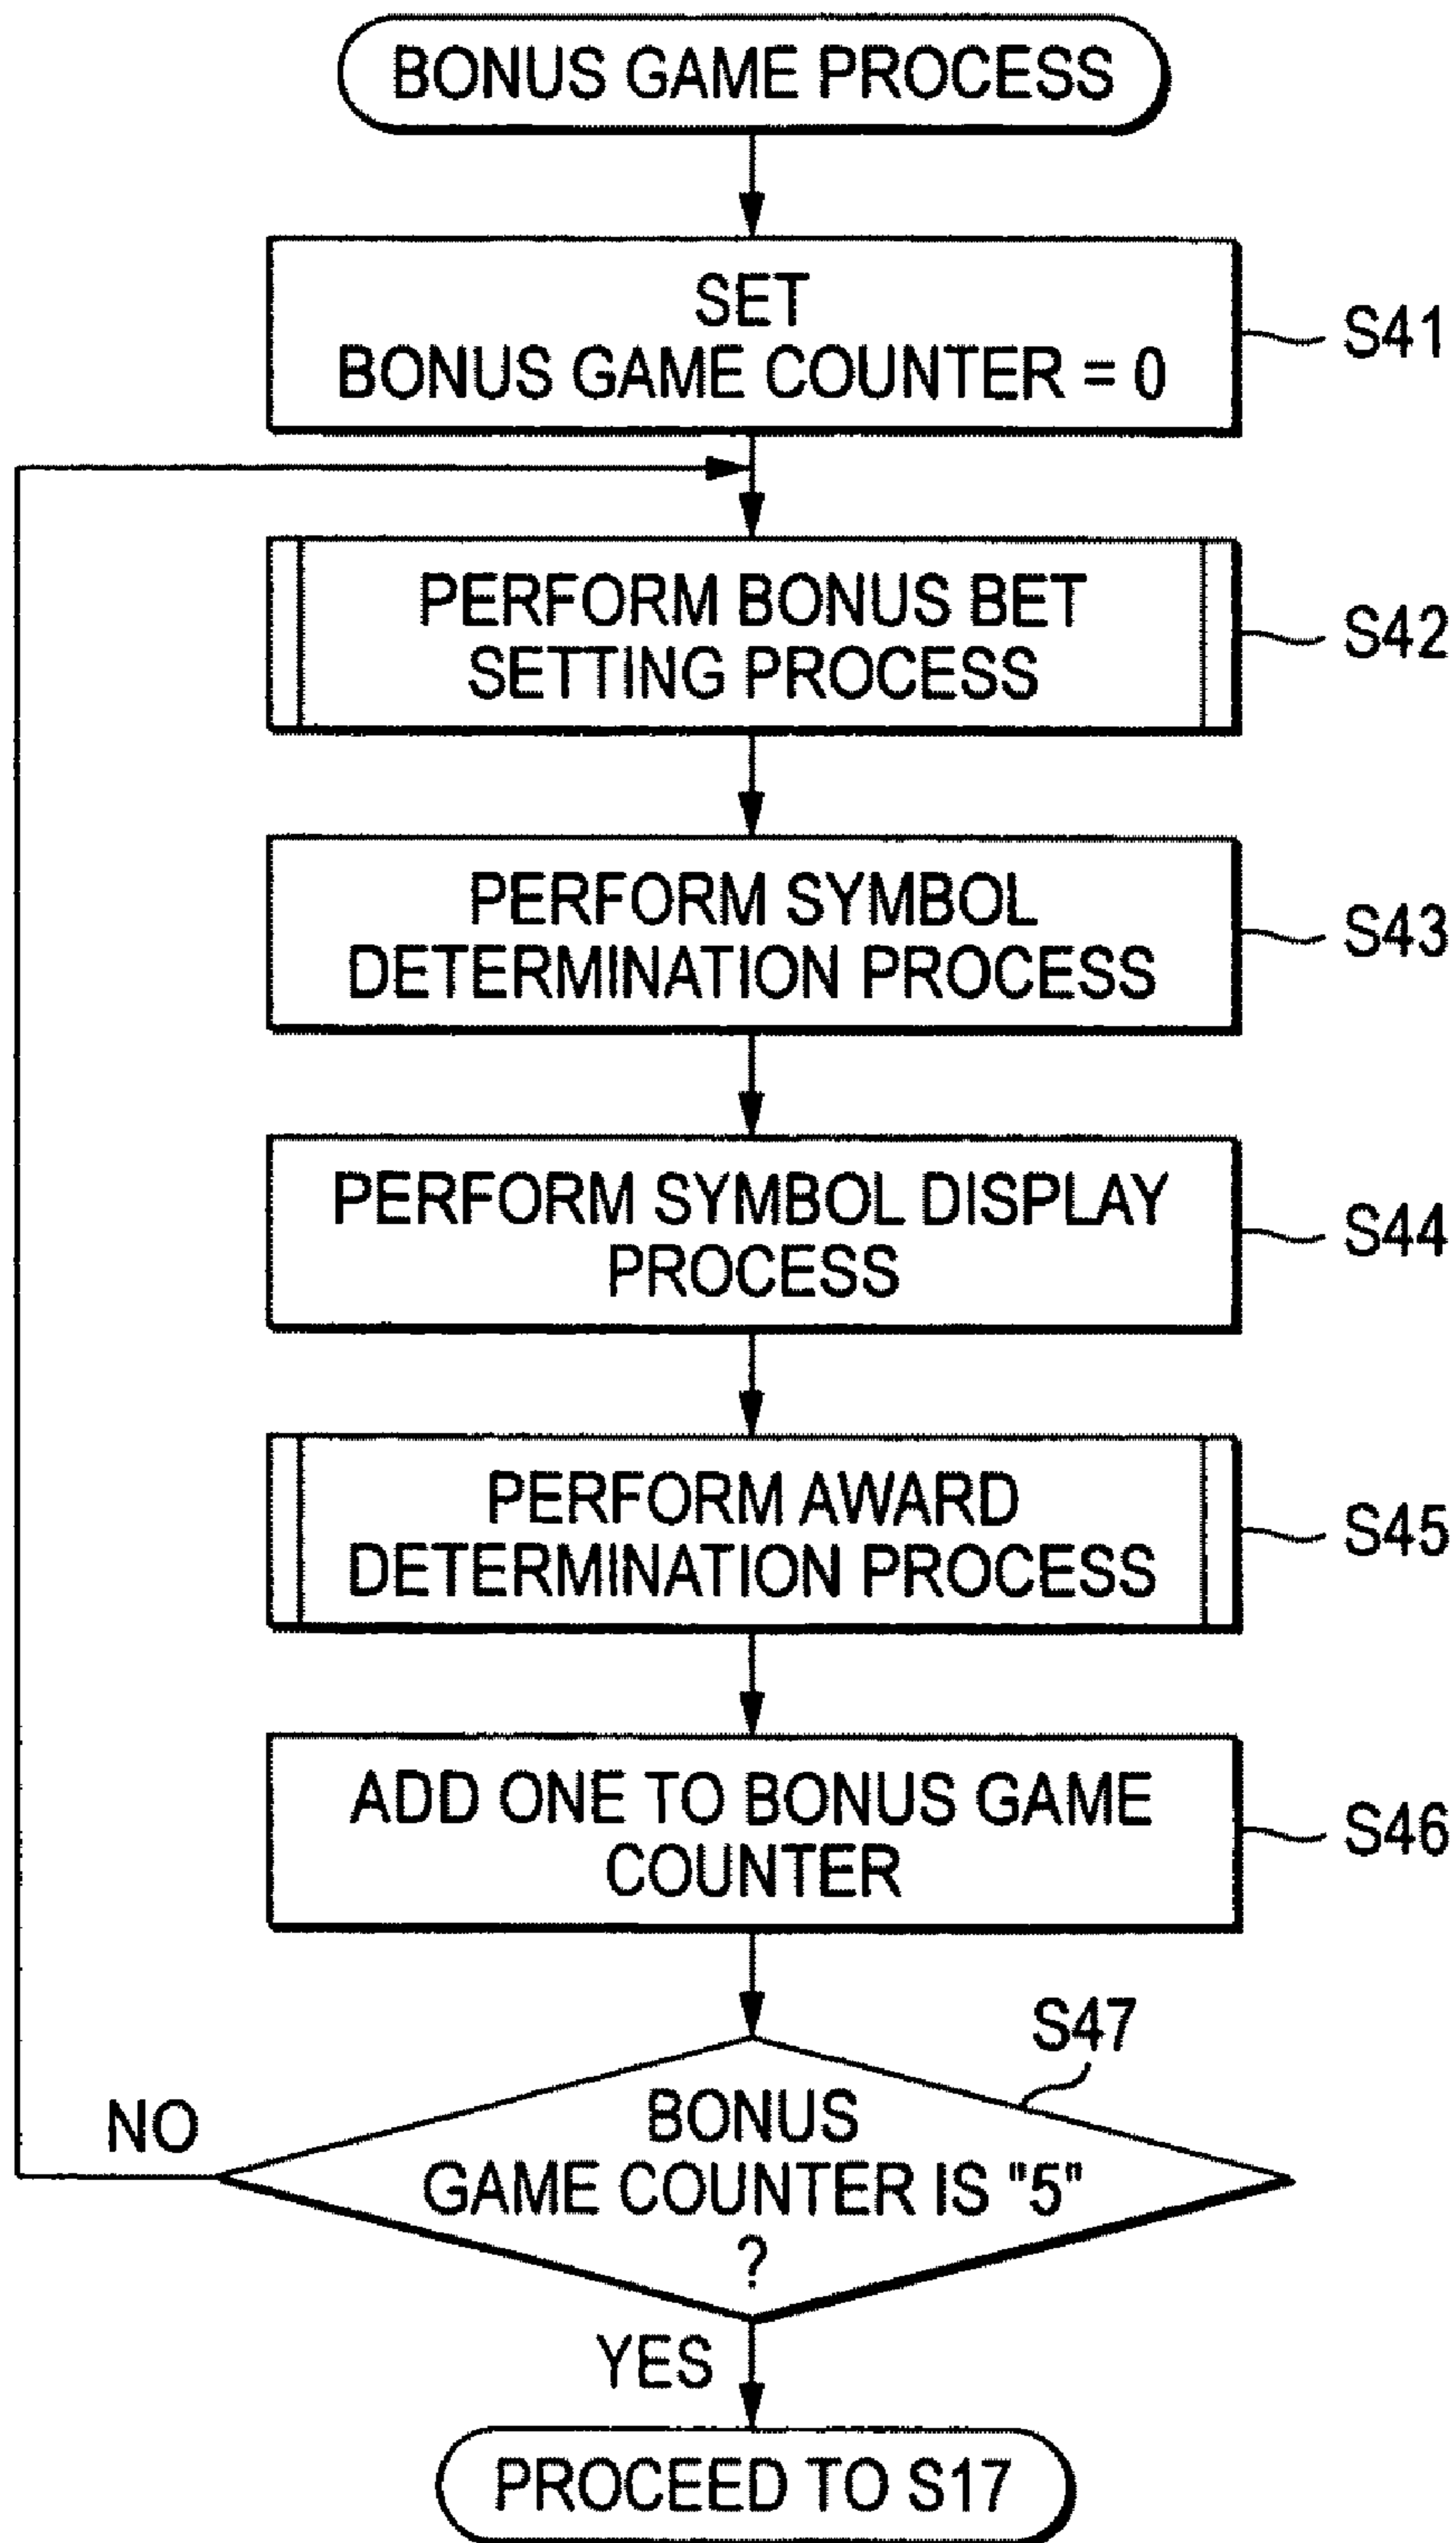 BONUS GAME PROCESS
SET
BONUS GAME COUNTER = 0
S41
PERFORM BONUS BET
SETTING PROCESS
S42
PERFORM SYMBOL
DETERMINATION PROCESS
S43
PERFORM SYMBOL DISPLAY
PROCESS
S44
PERFORM AWARD
DETERMINATION PROCESS
S45
ADD ONE TO BONUS GAME
COUNTER
S46
S47
BONUS
GAME COUNTER IS "5"
?
NO
YES
PROCEED TO S17